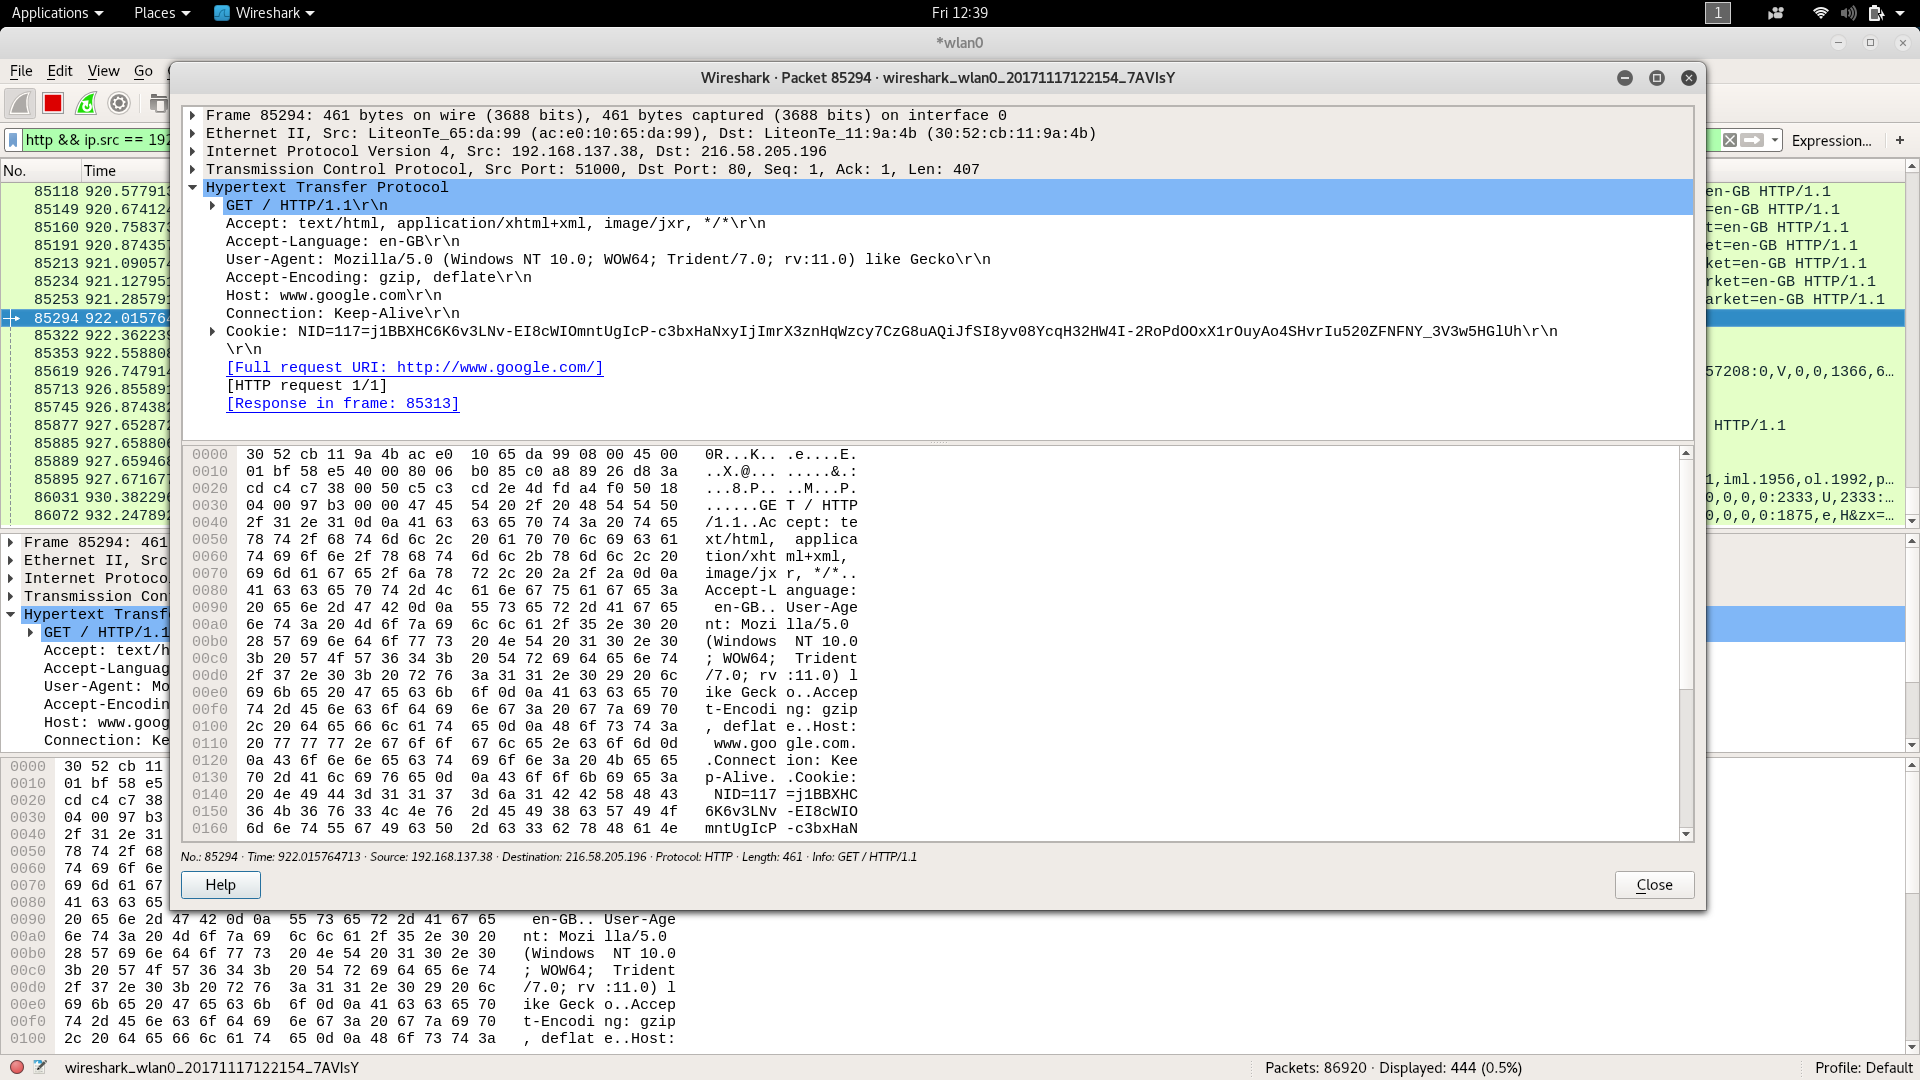 Applications Places Wireshark Fri 12:39 1
*wlan0
File Edit View Go
Wireshark · Packet 85294 · wireshark_wlan0_20171117122154_7AVIsY
http && ip.src == 192 Expression… +
No. Time
85118 920.577913 en-GB HTTP/1.1
85149 920.674124 =en-GB HTTP/1.1
85160 920.758373 t=en-GB HTTP/1.1
85191 920.874357 et=en-GB HTTP/1.1
85213 921.090574 ket=en-GB HTTP/1.1
85234 921.127951 rket=en-GB HTTP/1.1
85253 921.285791 arket=en-GB HTTP/1.1
85294 922.015764
85322 922.362239
85353 922.558808
85619 926.747914 57208:0,V,0,0,1366,6…
85713 926.855891
85745 926.874382
85877 927.652872 HTTP/1.1
85885 927.658806
85889 927.659468
85895 927.671677 1,iml.1956,ol.1992,p…
86031 930.382296 0,0,0,0:2333,U,2333:…
86072 932.247892 0,0,0,0:1875,e,H&zx=…
Frame 85294: 461 bytes on wire (3688 bits), 461 bytes captured (3688 bits) on interface 0
Ethernet II, Src: LiteonTe_65:da:99 (ac:e0:10:65:da:99), Dst: LiteonTe_11:9a:4b (30:52:cb:11:9a:4b)
Internet Protocol Version 4, Src: 192.168.137.38, Dst: 216.58.205.196
Transmission Control Protocol, Src Port: 51000, Dst Port: 80, Seq: 1, Ack: 1, Len: 407
Hypertext Transfer Protocol
GET / HTTP/1.1\r\n
Accept: text/html, application/xhtml+xml, image/jxr, */*\r\n
Accept-Language: en-GB\r\n
User-Agent: Mozilla/5.0 (Windows NT 10.0; WOW64; Trident/7.0; rv:11.0) like Gecko\r\n
Accept-Encoding: gzip, deflate\r\n
Host: www.google.com\r\n
Connection: Keep-Alive\r\n
Cookie: NID=117=j1BBXHC6K6v3LNv-EI8cWIOmntUgIcP-c3bxHaNxyIjImrX3znHqWzcy7CzG8uAQiJfSI8yv08YcqH32HW4I-2RoPdOOxX1rOuyAo4SHvrIu520ZFNFNY_3V3w5HGlUh\r\n
\r\n
[Full request URI: http://www.google.com/]
[HTTP request 1/1]
[Response in frame: 85313]
0000 30 52 cb 11 9a 4b ac e0 10 65 da 99 08 00 45 00 0R...K.. .e....E.
0010 01 bf 58 e5 40 00 80 06 b0 85 c0 a8 89 26 d8 3a ..X.@... .....&.:
0020 cd c4 c7 38 00 50 c5 c3 cd 2e 4d fd a4 f0 50 18 ...8.P.. ..M...P.
0030 04 00 97 b3 00 00 47 45 54 20 2f 20 48 54 54 50 ......GE T / HTTP
0040 2f 31 2e 31 0d 0a 41 63 63 65 70 74 3a 20 74 65 /1.1..Ac cept: te
0050 78 74 2f 68 74 6d 6c 2c 20 61 70 70 6c 69 63 61 xt/html, applica
0060 74 69 6f 6e 2f 78 68 74 6d 6c 2b 78 6d 6c 2c 20 tion/xht ml+xml,
0070 69 6d 61 67 65 2f 6a 78 72 2c 20 2a 2f 2a 0d 0a image/jx r, */*..
0080 41 63 63 65 70 74 2d 4c 61 6e 67 75 61 67 65 3a Accept-L anguage:
0090 20 65 6e 2d 47 42 0d 0a 55 73 65 72 2d 41 67 65 en-GB.. User-Age
00a0 6e 74 3a 20 4d 6f 7a 69 6c 6c 61 2f 35 2e 30 20 nt: Mozi lla/5.0
00b0 28 57 69 6e 64 6f 77 73 20 4e 54 20 31 30 2e 30 (Windows NT 10.0
00c0 3b 20 57 4f 57 36 34 3b 20 54 72 69 64 65 6e 74 ; WOW64; Trident
00d0 2f 37 2e 30 3b 20 72 76 3a 31 31 2e 30 29 20 6c /7.0; rv :11.0) l
00e0 69 6b 65 20 47 65 63 6b 6f 0d 0a 41 63 63 65 70 ike Geck o..Accep
00f0 74 2d 45 6e 63 6f 64 69 6e 67 3a 20 67 7a 69 70 t-Encodi ng: gzip
0100 2c 20 64 65 66 6c 61 74 65 0d 0a 48 6f 73 74 3a , deflat e..Host:
0110 20 77 77 77 2e 67 6f 6f 67 6c 65 2e 63 6f 6d 0d www.goo gle.com.
0120 0a 43 6f 6e 6e 65 63 74 69 6f 6e 3a 20 4b 65 65 .Connect ion: Kee
0130 70 2d 41 6c 69 76 65 0d 0a 43 6f 6f 6b 69 65 3a p-Alive. .Cookie:
0140 20 4e 49 44 3d 31 31 37 3d 6a 31 42 42 58 48 43 NID=117 =j1BBXHC
0150 36 4b 36 76 33 4c 4e 76 2d 45 49 38 63 57 49 4f 6K6v3LNv -EI8cWIO
0160 6d 6e 74 55 67 49 63 50 2d 63 33 62 78 48 61 4e mntUgIcP -c3bxHaN
No.: 85294 · Time: 922.015764713 · Source: 192.168.137.38 · Destination: 216.58.205.196 · Protocol: HTTP · Length: 461 · Info: GET / HTTP/1.1
Help Close
Frame 85294: 461
Ethernet II, Src
Internet Protoco
Transmission Con
Hypertext Transf
GET / HTTP/1.1
Accept: text/h
Accept-Languag
User-Agent: Mo
Accept-Encodin
Host: www.goog
Connection: Ke
0000 30 52 cb 11
0010 01 bf 58 e5
0020 cd c4 c7 38
0030 04 00 97 b3
0040 2f 31 2e 31
0050 78 74 2f 68
0060 74 69 6f 6e
0070 69 6d 61 67
0080 41 63 63 65
0090 20 65 6e 2d 47 42 0d 0a 55 73 65 72 2d 41 67 65 en-GB.. User-Age
00a0 6e 74 3a 20 4d 6f 7a 69 6c 6c 61 2f 35 2e 30 20 nt: Mozi lla/5.0
00b0 28 57 69 6e 64 6f 77 73 20 4e 54 20 31 30 2e 30 (Windows NT 10.0
00c0 3b 20 57 4f 57 36 34 3b 20 54 72 69 64 65 6e 74 ; WOW64; Trident
00d0 2f 37 2e 30 3b 20 72 76 3a 31 31 2e 30 29 20 6c /7.0; rv :11.0) l
00e0 69 6b 65 20 47 65 63 6b 6f 0d 0a 41 63 63 65 70 ike Geck o..Accep
00f0 74 2d 45 6e 63 6f 64 69 6e 67 3a 20 67 7a 69 70 t-Encodi ng: gzip
0100 2c 20 64 65 66 6c 61 74 65 0d 0a 48 6f 73 74 3a , deflat e..Host:
wireshark_wlan0_20171117122154_7AVIsY Packets: 86920 · Displayed: 444 (0.5%) Profile: Default